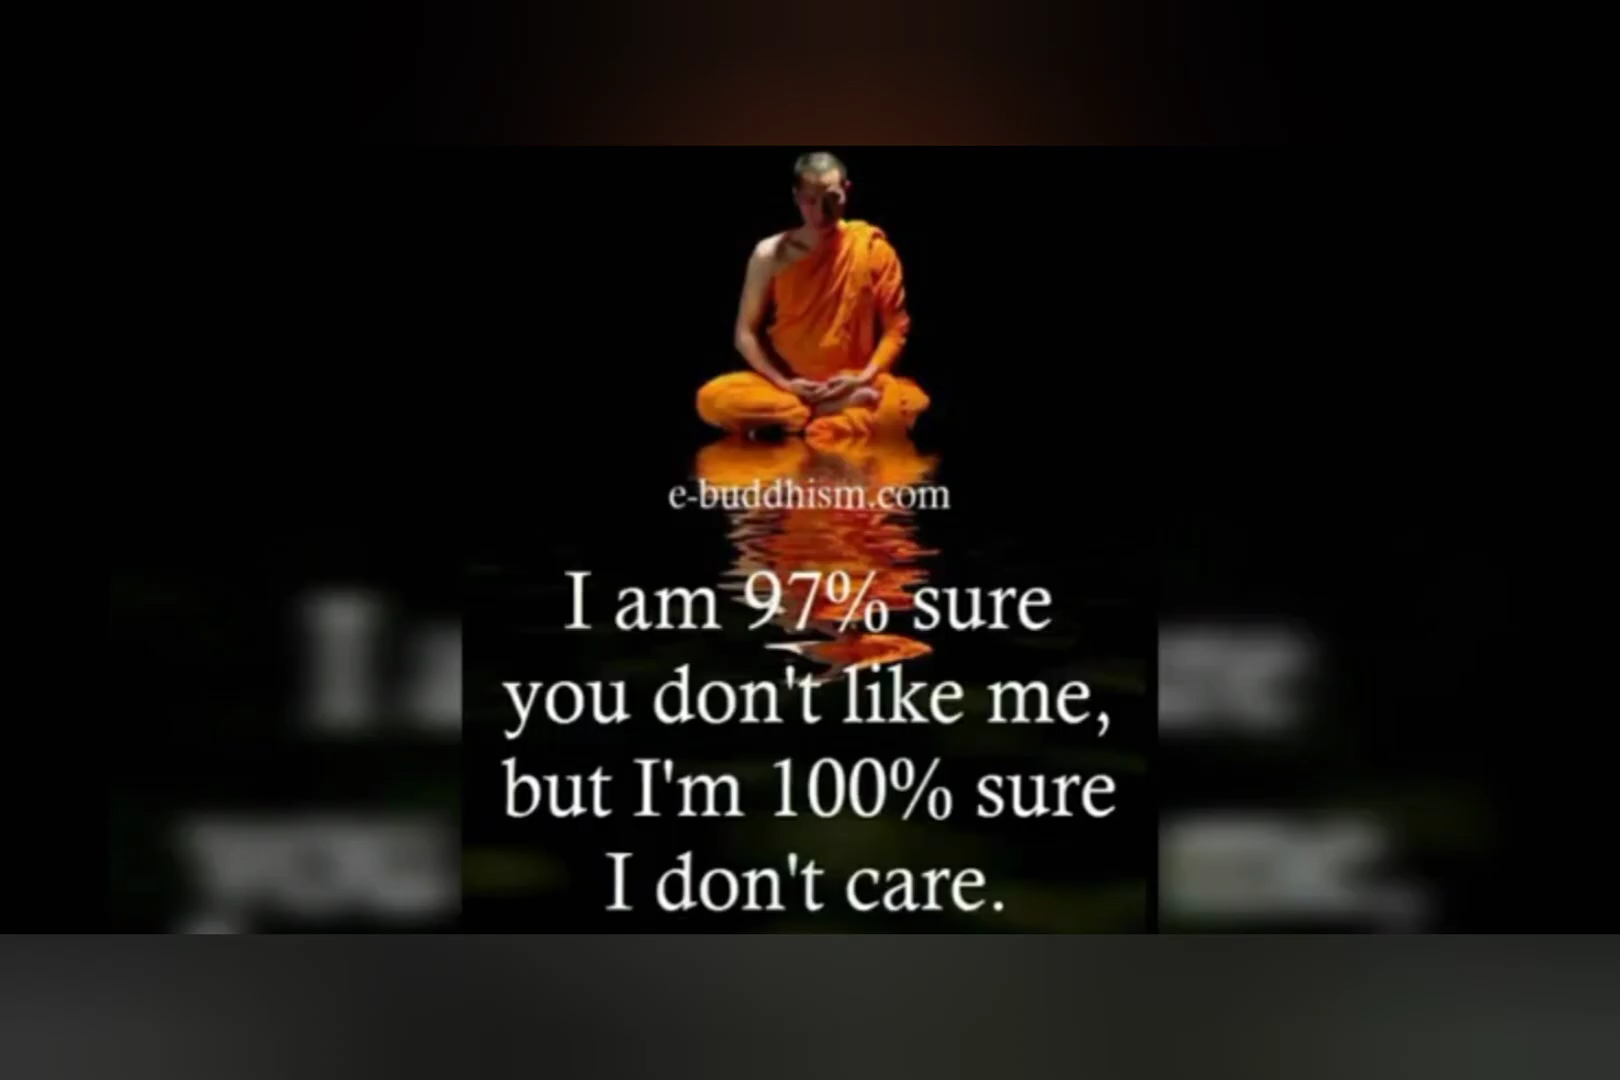 e-buddhism.com
I am 97% sure
you don't like me,
but I'm 100% sure
I don't care.